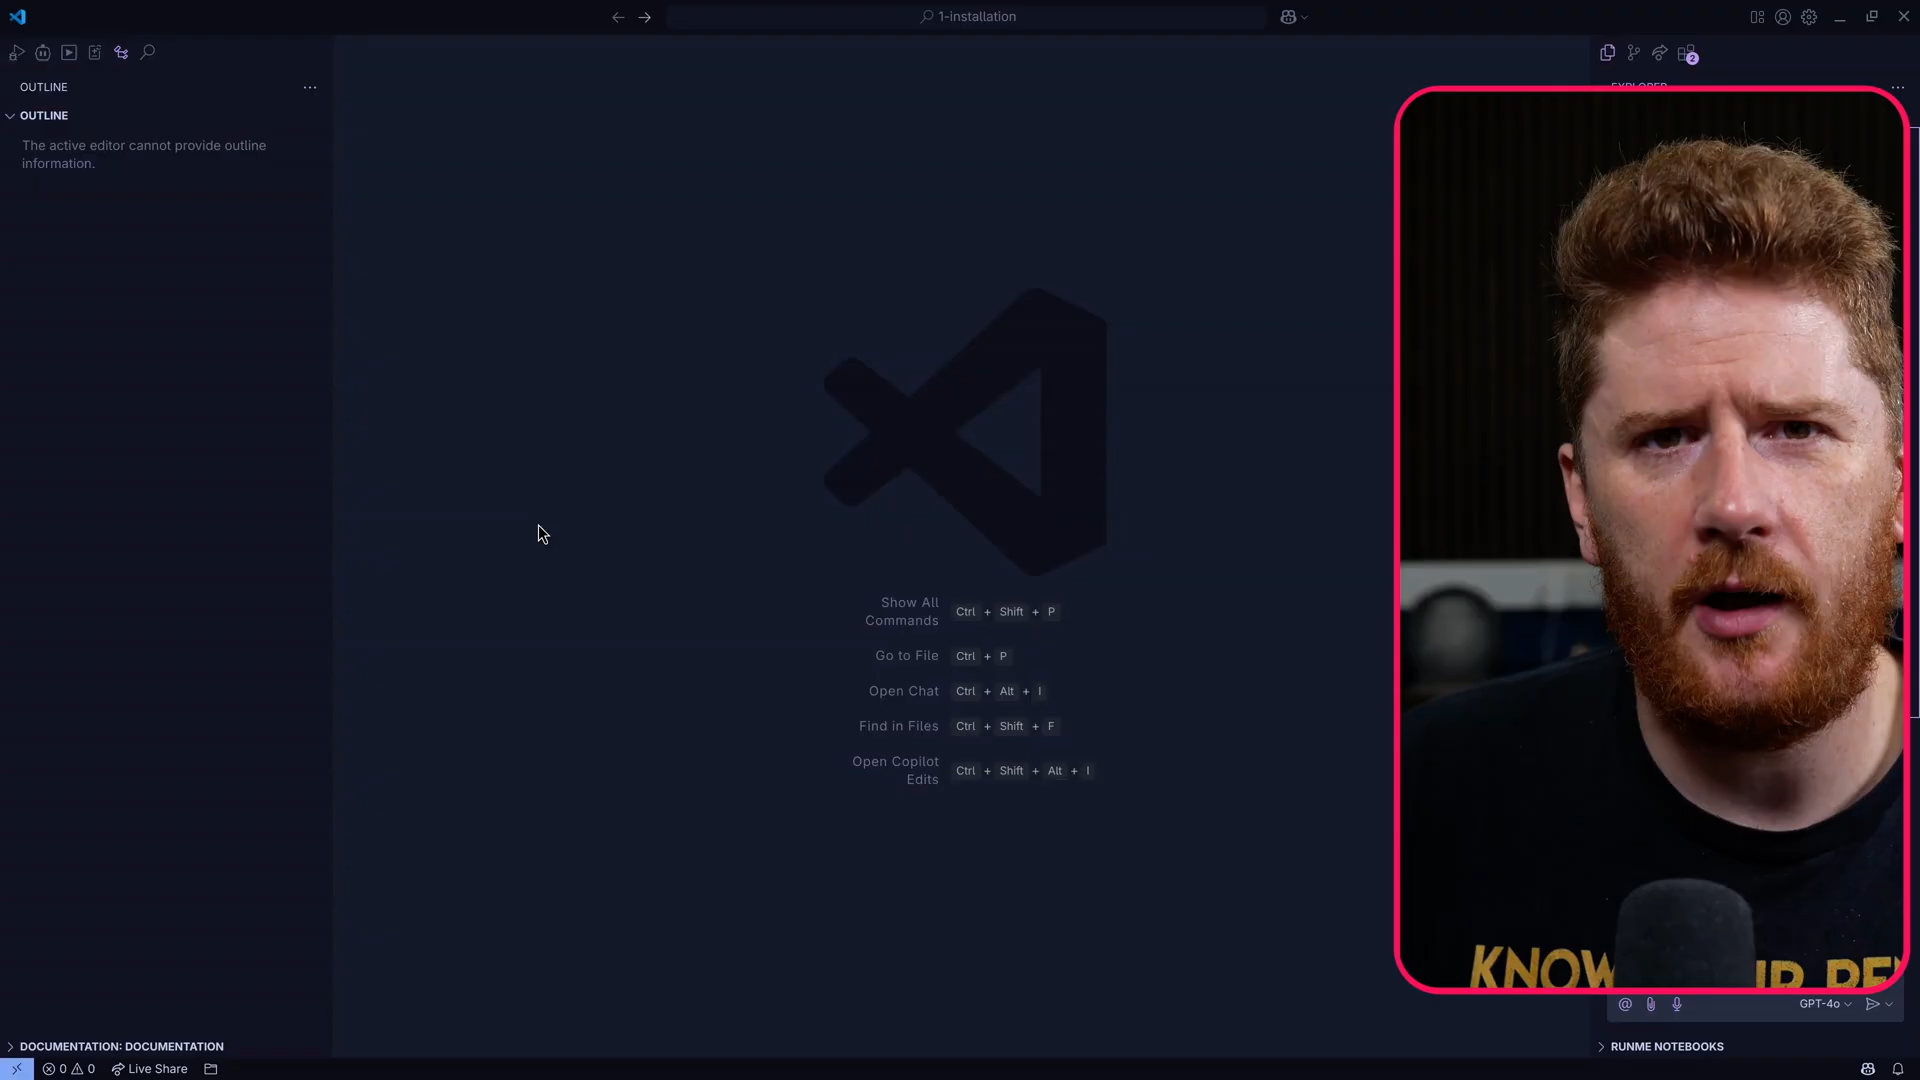 1-installation
OUTLINE
OUTLINE
The active editor cannot provide outline
information.
2
Show All
Commands
Ctrl + Shift + P
Go to File
Ctrl + P
Open Chat
Ctrl + Alt + I
Find in Files
Ctrl + Shift + F
Open Copilot
Edits
Ctrl + Shift + Alt + I
EXPLORER
KNOW
GPT-4o
DOCUMENTATION: DOCUMENTATION
RUNME NOTEBOOKS
0 0 Live Share